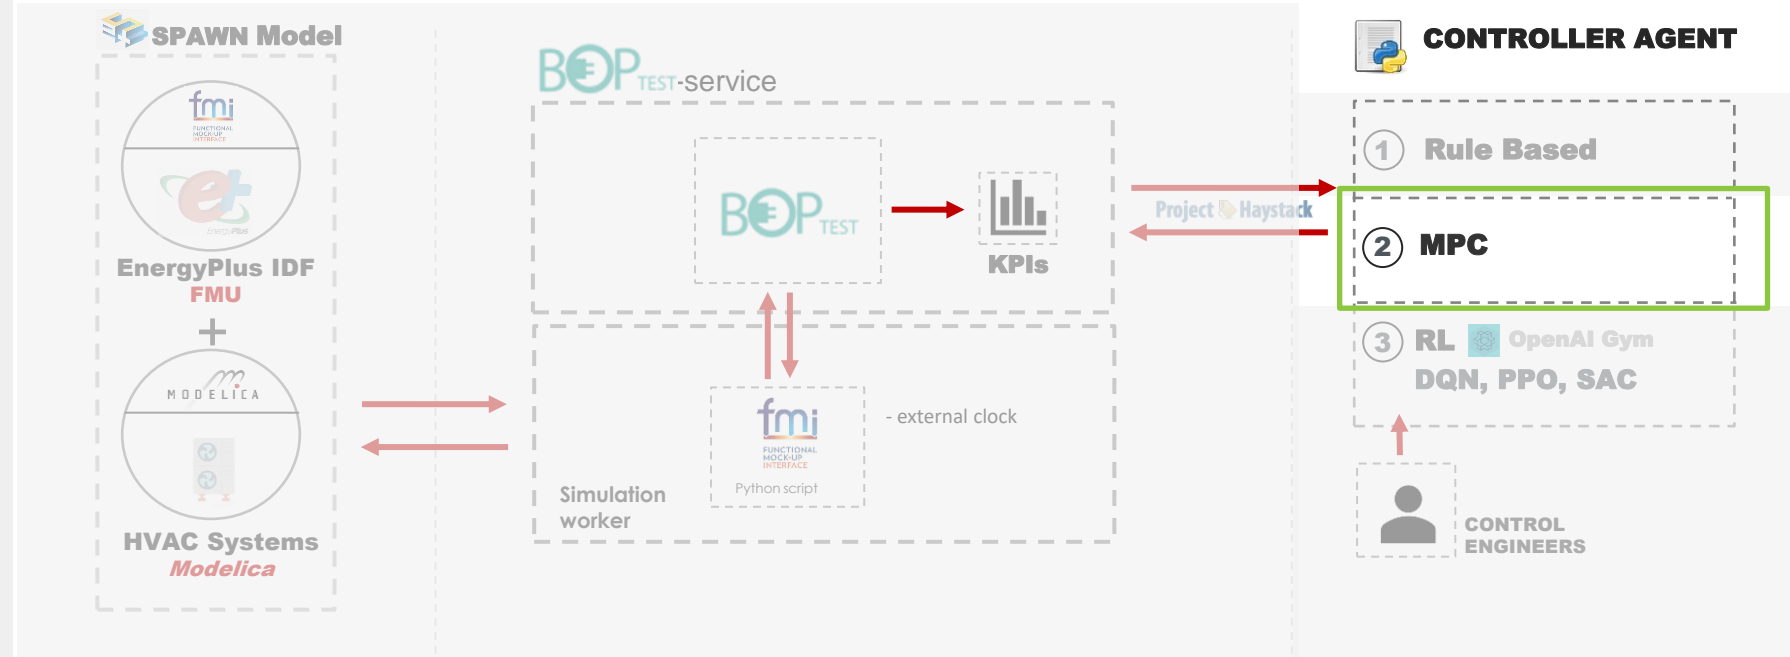 SPAWN Model
fmi
FUNCTIONAL
MOCK-UP
INTERFACE
EnergyPlus
EnergyPlus IDF
FMU
+
MODELICA
HVAC Systems
Modelica
BOPTEST-service
BOPTEST
KPIs
fmi
FUNCTIONAL
MOCK-UP
INTERFACE
Python script
- external clock
Simulation
worker
Project Haystack
CONTROLLER AGENT
1 Rule Based
2 MPC
3 RL OpenAI Gym
DQN, PPO, SAC
CONTROL
ENGINEERS